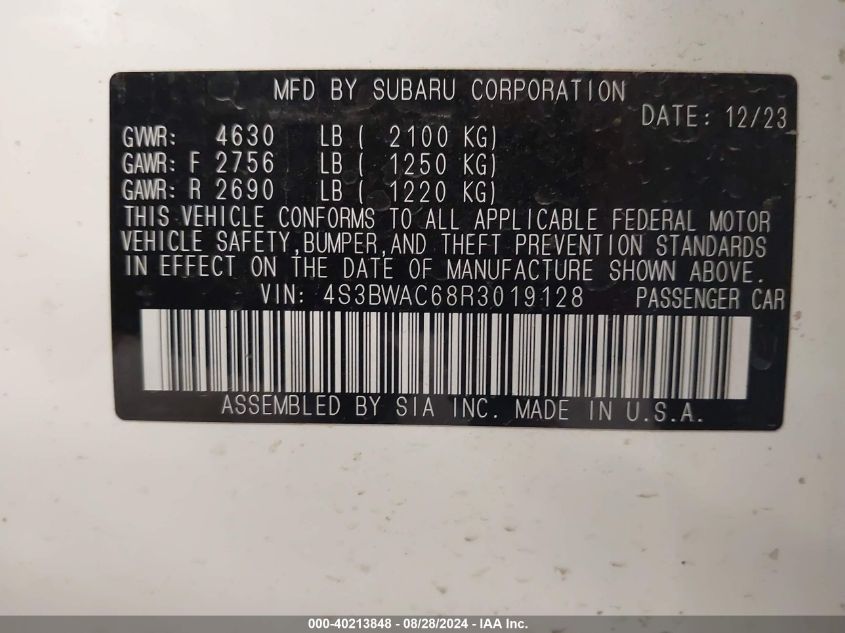 MFD BY SUBARU CORPORATION
DATE: 12/23
GVWR: 4630 LB ( 2100 KG)
GAWR: F 2756 LB ( 1250 KG)
GAWR: R 2690 LB ( 1220 KG)
THIS VEHICLE CONFORMS TO ALL APPLICABLE FEDERAL MOTOR
VEHICLE SAFETY,BUMPER,AND THEFT PREVENTION STANDARDS
IN EFFECT ON THE DATE OF MANUFACTURE SHOWN ABOVE.
VIN: 4S3BWAC68R3019128 PASSENGER CAR
ASSEMBLED BY SIA INC. MADE IN U.S.A.
000-40213848 - 08/28/2024 - IAA Inc.